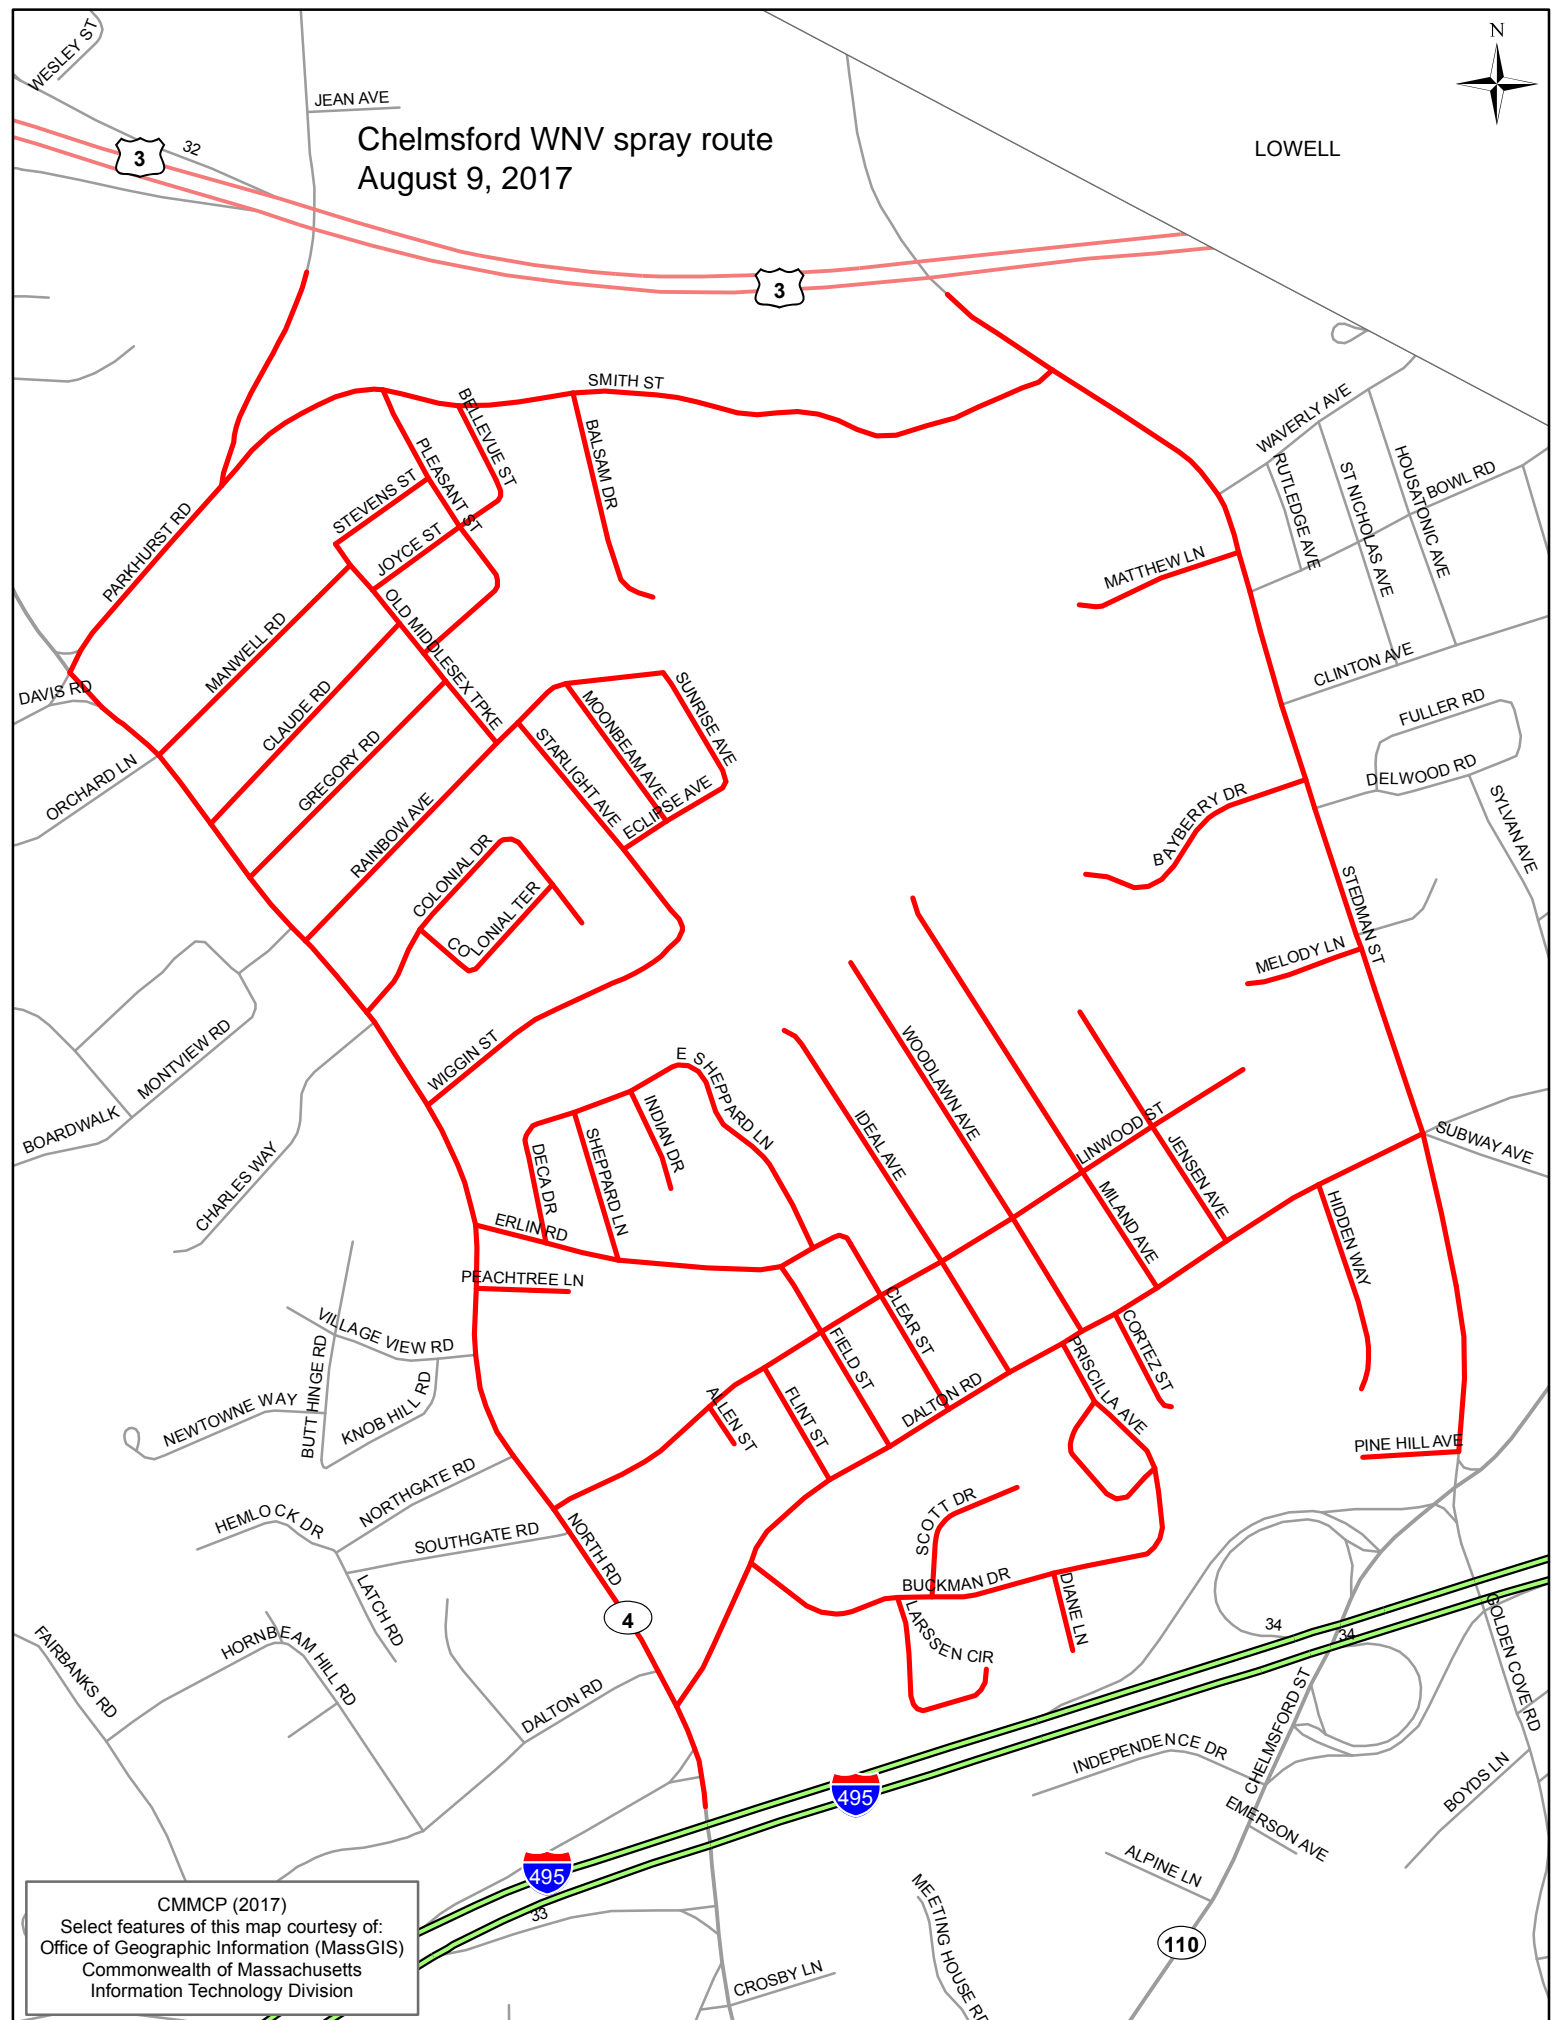 WESLEY ST
N
JEAN AVE
Chelmsford WNV spray route
August 9, 2017
LOWELL
3
32
3
SMITH ST
BELLEVUE ST
PLEASANT ST
BALSAM DR
STEVENS ST
JOYCE ST
PARKHURST RD
WAVERLY AVE
RUTLEDGE AVE
ST NICHOLAS AVE
HOUSATONIC AVE
BOWL RD
MATTHEW LN
OLD MIDDLESEX TPKE
MANWELL RD
CLAUDE RD
GREGORY RD
DAVIS RD
ORCHARD LN
CLINTON AVE
FULLER RD
DELWOOD RD
SYLVAN AVE
SUNRISE AVE
MOONBEAM AVE
STARLIGHT AVE
ECLIPSE AVE
RAINBOW AVE
BAYBERRY DR
COLONIAL DR
COLONIAL TER
STEDMAN ST
MELODY LN
MONTVIEW RD
BOARDWALK
WIGGIN ST
CHARLES WAY
E SHEPPARD LN
INDIAN DR
SHEPPARD LN
DECA DR
ERLIN RD
WOODLAWN AVE
IDEAL AVE
LINWOOD ST
JENSEN AVE
MILAND AVE
SUBWAY AVE
HIDDEN WAY
PEACHTREE LN
VILLAGE VIEW RD
BUTT HINGE RD
KNOB HILL RD
NEWTOWNE WAY
CLEAR ST
FIELD ST
FLINT ST
ALLEN ST
DALTON RD
CORTEZ ST
PRISCILLA AVE
PINE HILL AVE
NORTHGATE RD
HEMLOCK DR
SOUTHGATE RD
LATCH RD
NORTH RD
4
SCOTT DR
BUCKMAN DR
DIANE LN
LARSSEN CIR
34
34
GOLDEN COVE RD
FAIRBANKS RD
HORNBEAM HILL RD
DALTON RD
CHELMSFORD ST
INDEPENDENCE DR
EMERSON AVE
BOYDS LN
ALPINE LN
495
495
33
MEETING HOUSE RD
110
CROSBY LN
CMMCP (2017)
Select features of this map courtesy of:
Office of Geographic Information (MassGIS)
Commonwealth of Massachusetts
Information Technology Division